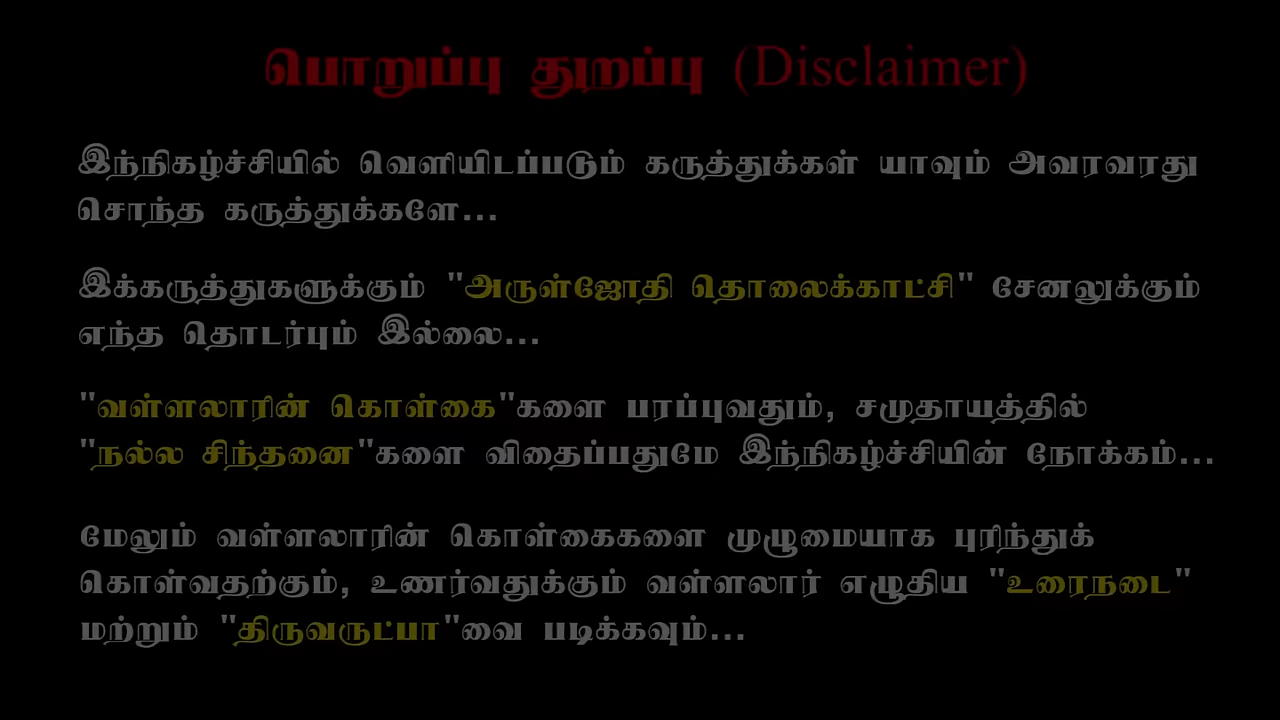 பொறுப்பு துறப்பு (Disclaimer)
இந்நிகழ்ச்சியில் வெளியிடப்படும் கருத்துக்கள் யாவும் அவரவரது
சொந்த கருத்துக்களே...
இக்கருத்துகளுக்கும் "அருள்ஜோதி தொலைக்காட்சி" சேனலுக்கும்
எந்த தொடர்பும் இல்லை...
"வள்ளலாரின் கொள்கை"களை பரப்புவதும், சமுதாயத்தில்
"நல்ல சிந்தனை"களை விதைப்பதுமே இந்நிகழ்ச்சியின் நோக்கம்...
மேலும் வள்ளலாரின் கொள்கைகளை முழுமையாக புரிந்துக்
கொள்வதற்கும், உணர்வதுக்கும் வள்ளலார் எழுதிய "உரைநடை"
மற்றும் "திருவருட்பா"வை படிக்கவும்...